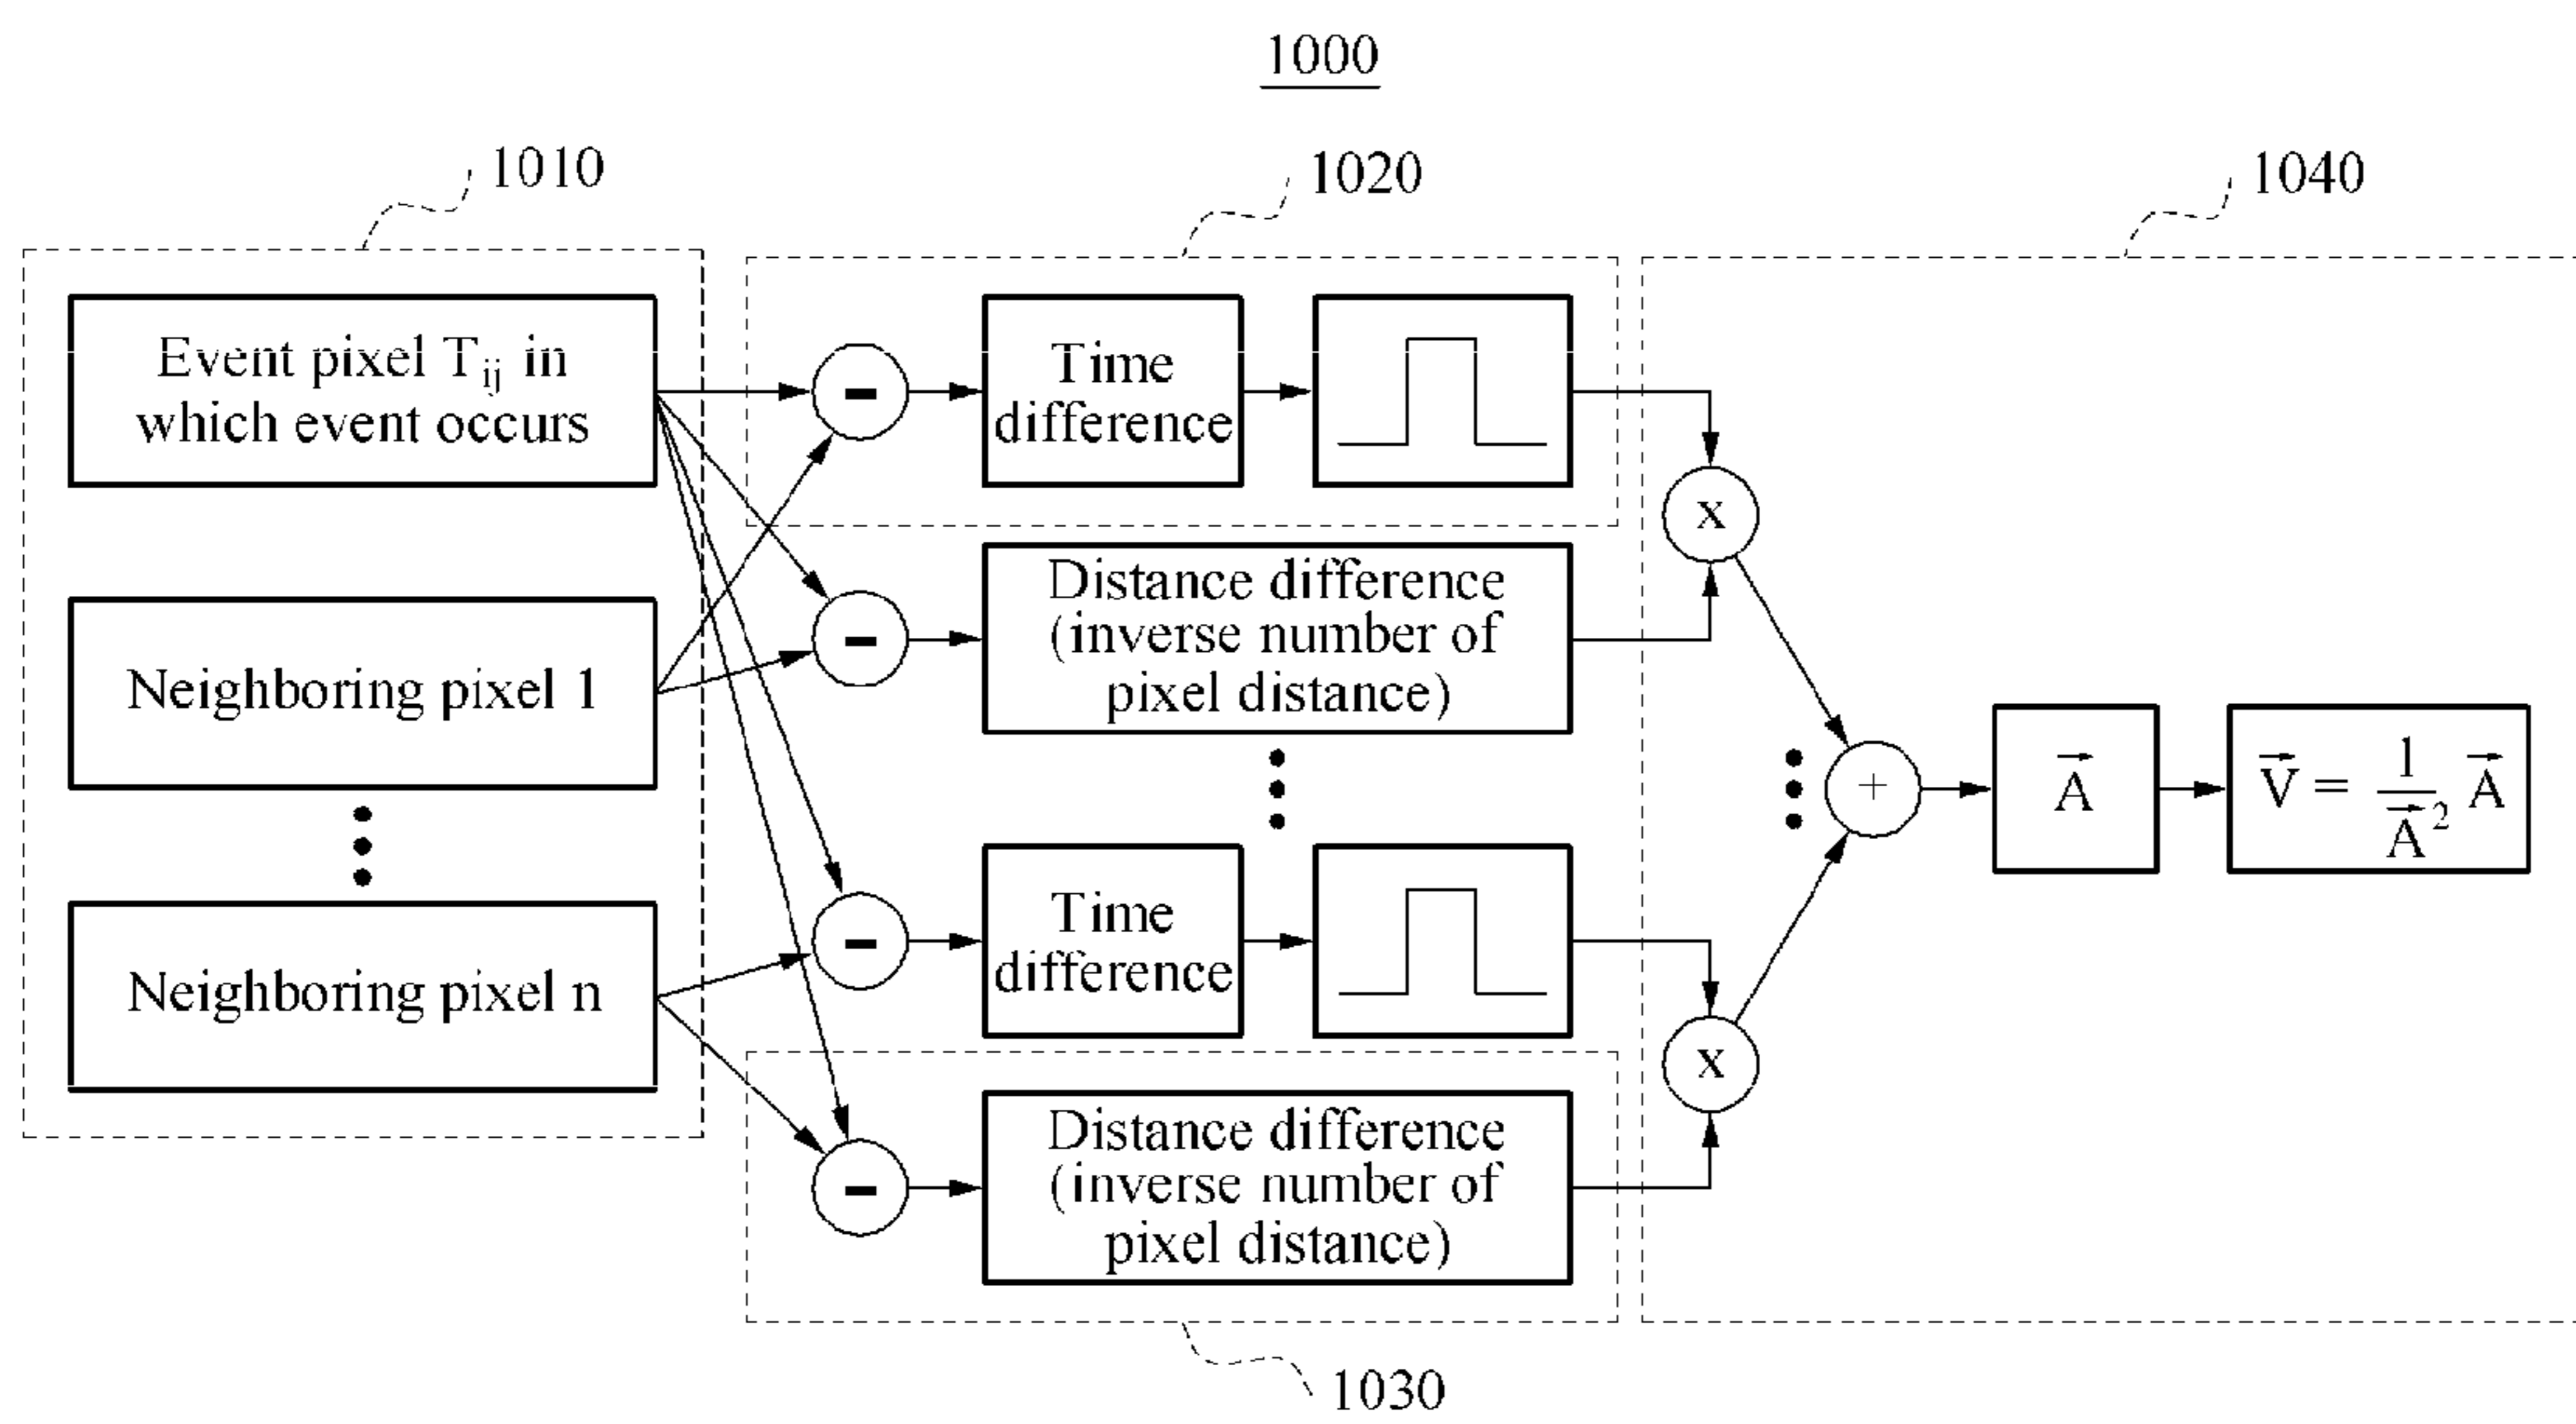 1000
1010
1020
1040
Event pixel Tij in
which event occurs
-
Time
difference
x
Distance difference
(inverse number of
pixel distance)
-
Neighboring pixel 1
+
A⃗
V⃗ = 1/A⃗² A⃗
Time
difference
-
Neighboring pixel n
x
Distance difference
(inverse number of
pixel distance)
-
1030